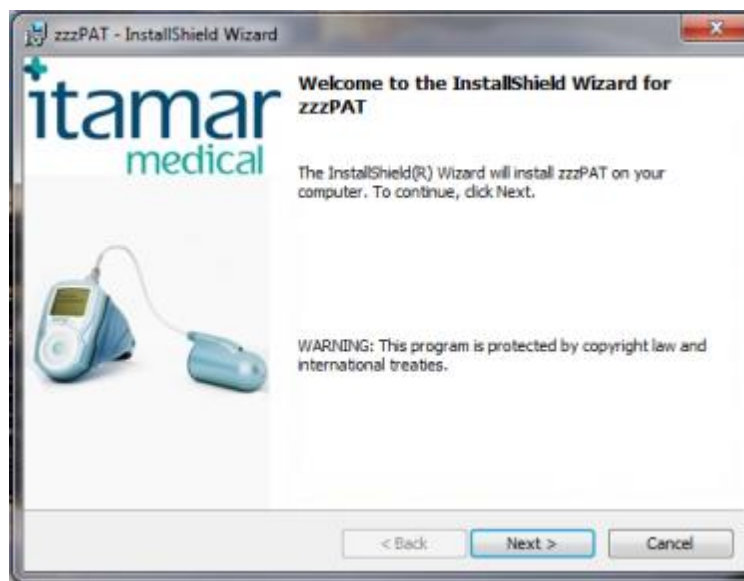 zzzPAT - InstallShield Wizard
itamar
medical
Welcome to the InstallShield Wizard for
zzzPAT
The InstallShield(R) Wizard will install zzzPAT on your
computer. To continue, click Next.
WARNING: This program is protected by copyright law and
international treaties.
< Back
Next >
Cancel